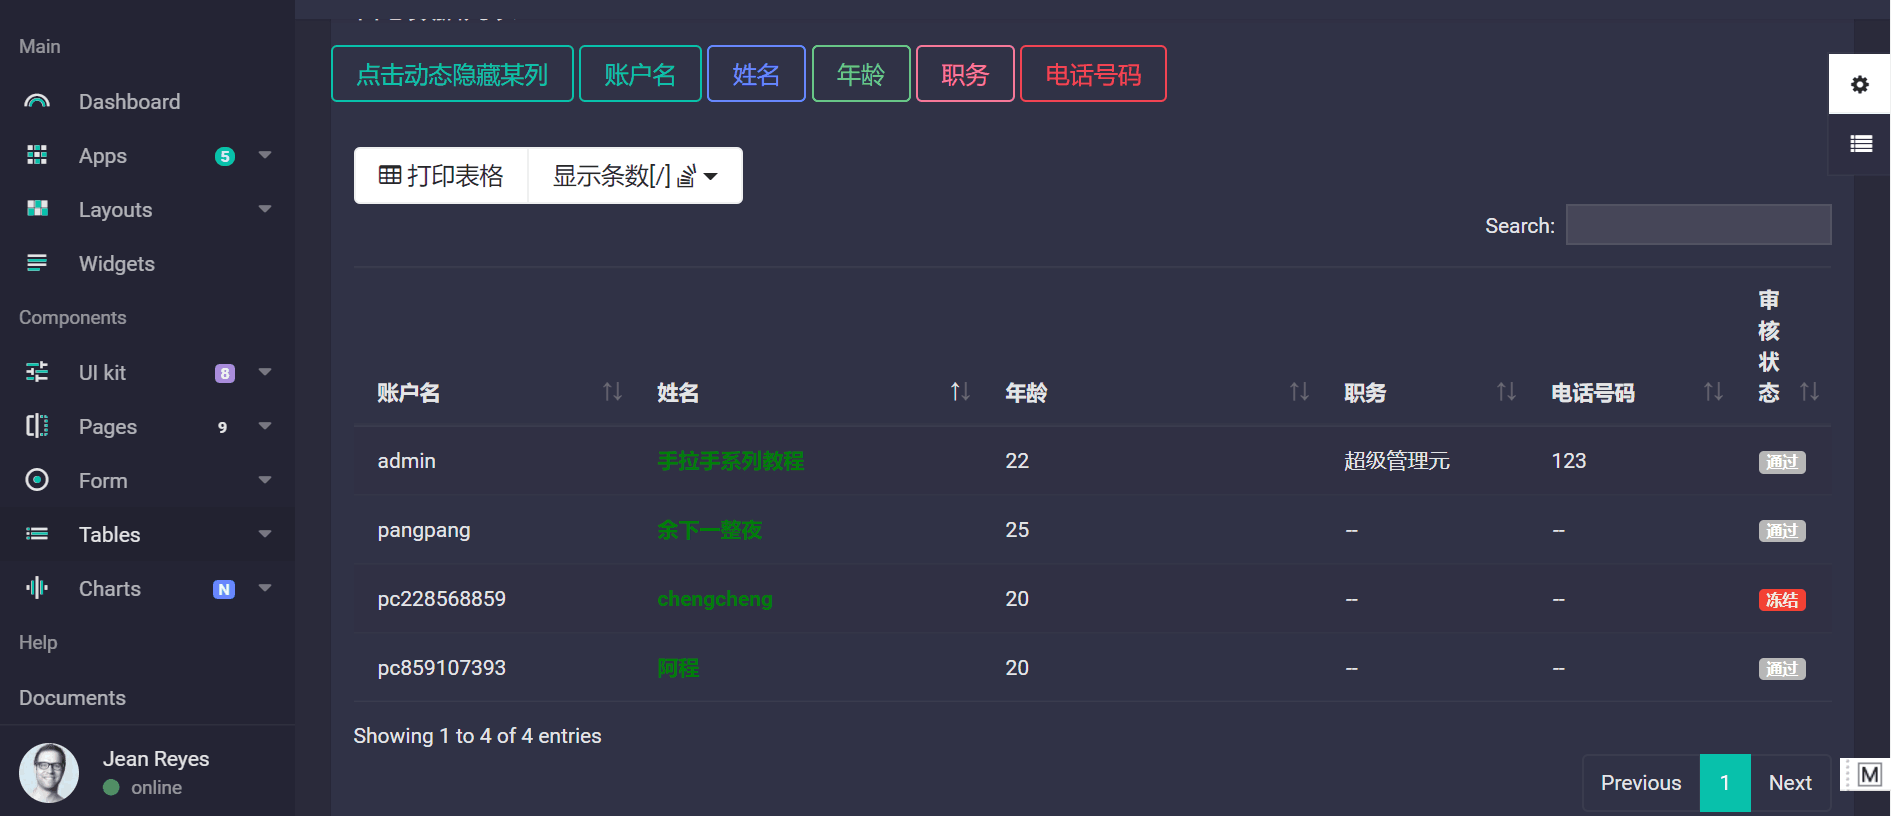 Main
Dashboard
Apps 5
Layouts
Widgets
Components
UI kit 8
Pages 9
Form
Tables
Charts N
Help
Documents
Jean Reyes
online
点击动态隐藏某列 账户名 姓名 年龄 职务 电话号码
打印表格 显示条数[/]
Search:
账户名 姓名 年龄 职务 电话号码 审核状态
admin 手拉手系列教程 22 超级管理元 123 通过
pangpang 余下一整夜 25 -- -- 通过
pc228568859 chengcheng 20 -- -- 冻结
pc859107393 阿程 20 -- -- 通过
Showing 1 to 4 of 4 entries
Previous 1 Next
M